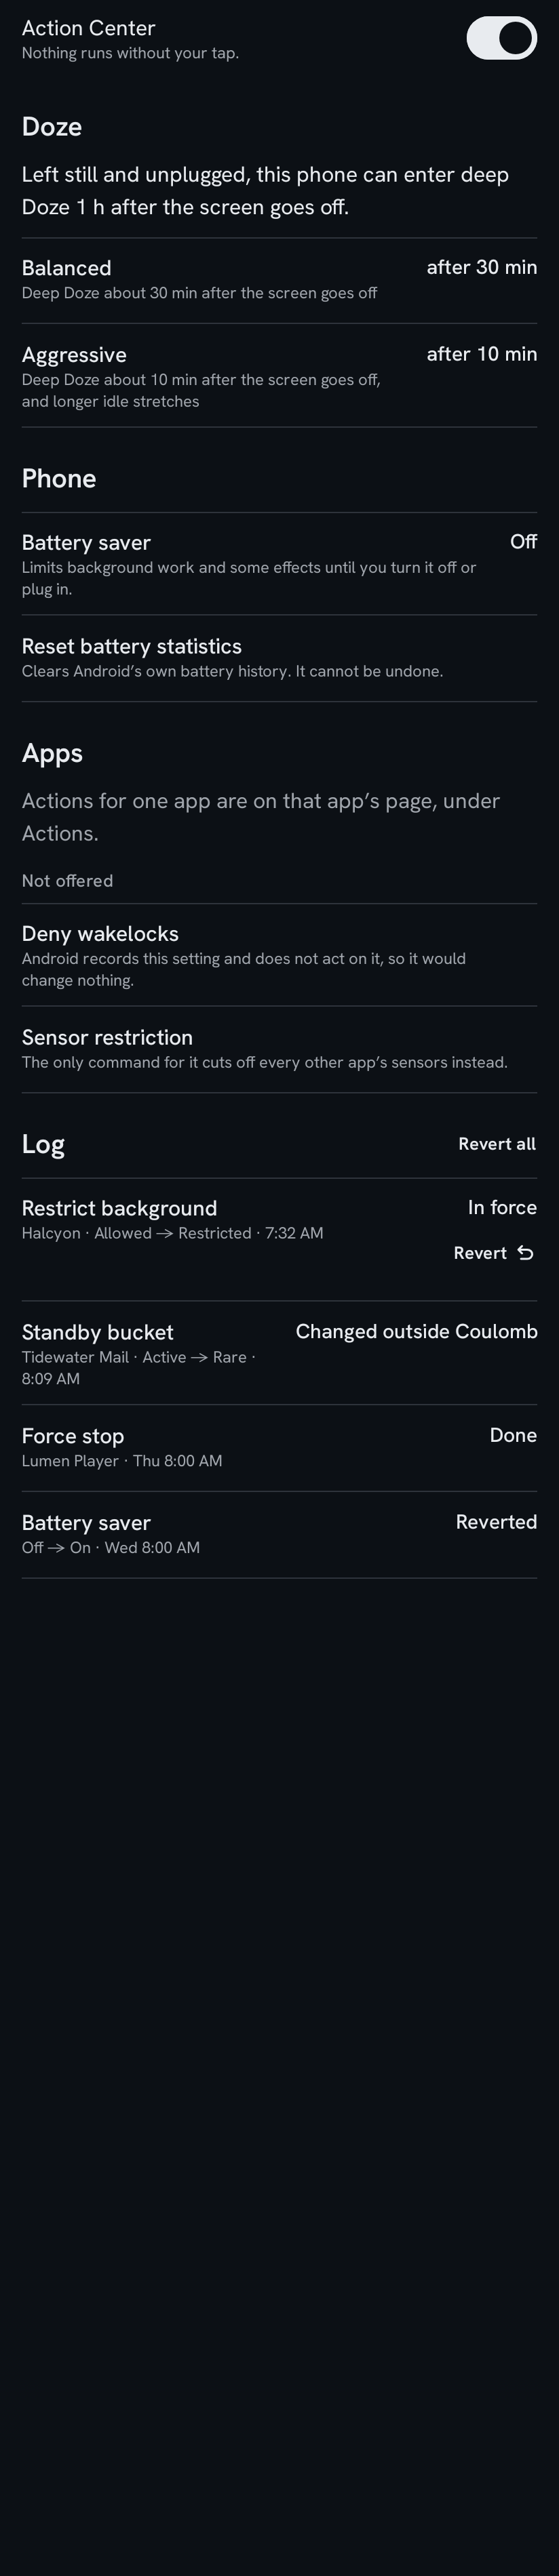 Action Center
Nothing runs without your tap.
Doze
Left still and unplugged, this phone can enter deep
Doze 1 h after the screen goes off.
Balanced
after 30 min
Deep Doze about 30 min after the screen goes off
Aggressive
after 10 min
Deep Doze about 10 min after the screen goes off,
and longer idle stretches
Phone
Battery saver
Off
Limits background work and some effects until you turn it off or
plug in.
Reset battery statistics
Clears Android’s own battery history. It cannot be undone.
Apps
Actions for one app are on that app’s page, under
Actions.
Not offered
Deny wakelocks
Android records this setting and does not act on it, so it would
change nothing.
Sensor restriction
The only command for it cuts off every other app’s sensors instead.
Log
Revert all
Restrict background
In force
Halcyon · Allowed → Restricted · 7:32 AM
Revert
Standby bucket
Changed outside Coulomb
Tidewater Mail · Active → Rare ·
8:09 AM
Force stop
Done
Lumen Player · Thu 8:00 AM
Battery saver
Reverted
Off → On · Wed 8:00 AM